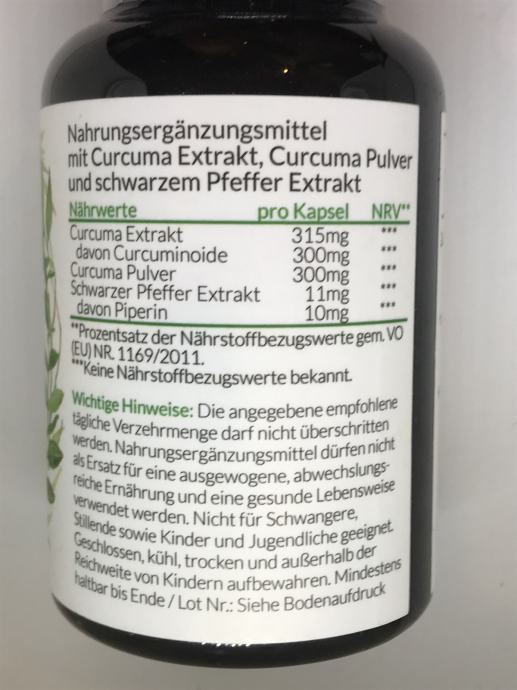 Nahrungsergänzungsmittel
mit Curcuma Extrakt, Curcuma Pulver
und schwarzem Pfeffer Extrakt
Nährwerte pro Kapsel NRV**
Curcuma Extrakt 315mg ***
davon Curcuminoide 300mg ***
Curcuma Pulver 300mg ***
Schwarzer Pfeffer Extrakt 11mg ***
davon Piperin 10mg ***
**Prozentsatz der Nährstoffbezugswerte gem. VO
(EU) NR. 1169/2011.
***Keine Nährstoffbezugswerte bekannt.
Wichtige Hinweise: Die angegebene empfohlene
tägliche Verzehrmenge darf nicht überschritten
werden. Nahrungsergänzungsmittel dürfen nicht
als Ersatz für eine ausgewogene, abwechslungs-
reiche Ernährung und eine gesunde Lebensweise
verwendet werden. Nicht für Schwangere,
Stillende sowie Kinder und Jugendliche geeignet.
Geschlossen, kühl, trocken und außerhalb der
Reichweite von Kindern aufbewahren. Mindestens
haltbar bis Ende / Lot Nr.: Siehe Bodenaufdruck